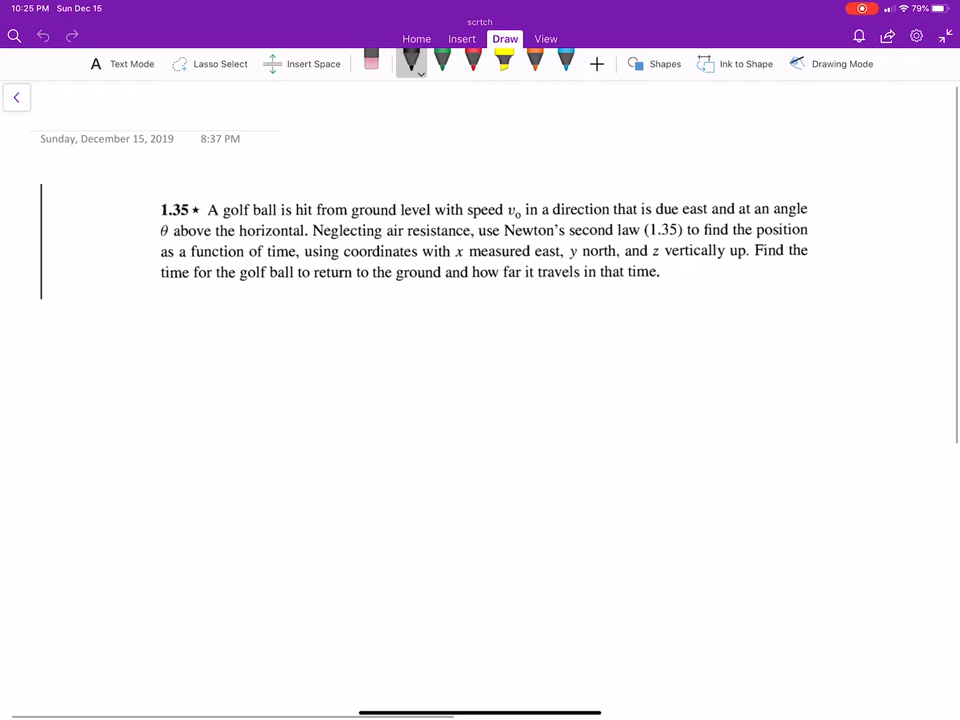 10:25 PM Sun Dec 15
79%
scrtch
Home Insert Draw View
Text Mode Lasso Select Insert Space Shapes Ink to Shape Drawing Mode
Sunday, December 15, 2019 8:37 PM
1.35 ★ A golf ball is hit from ground level with speed vₒ in a direction that is due east and at an angle
θ above the horizontal. Neglecting air resistance, use Newton's second law (1.35) to find the position
as a function of time, using coordinates with x measured east, y north, and z vertically up. Find the
time for the golf ball to return to the ground and how far it travels in that time.